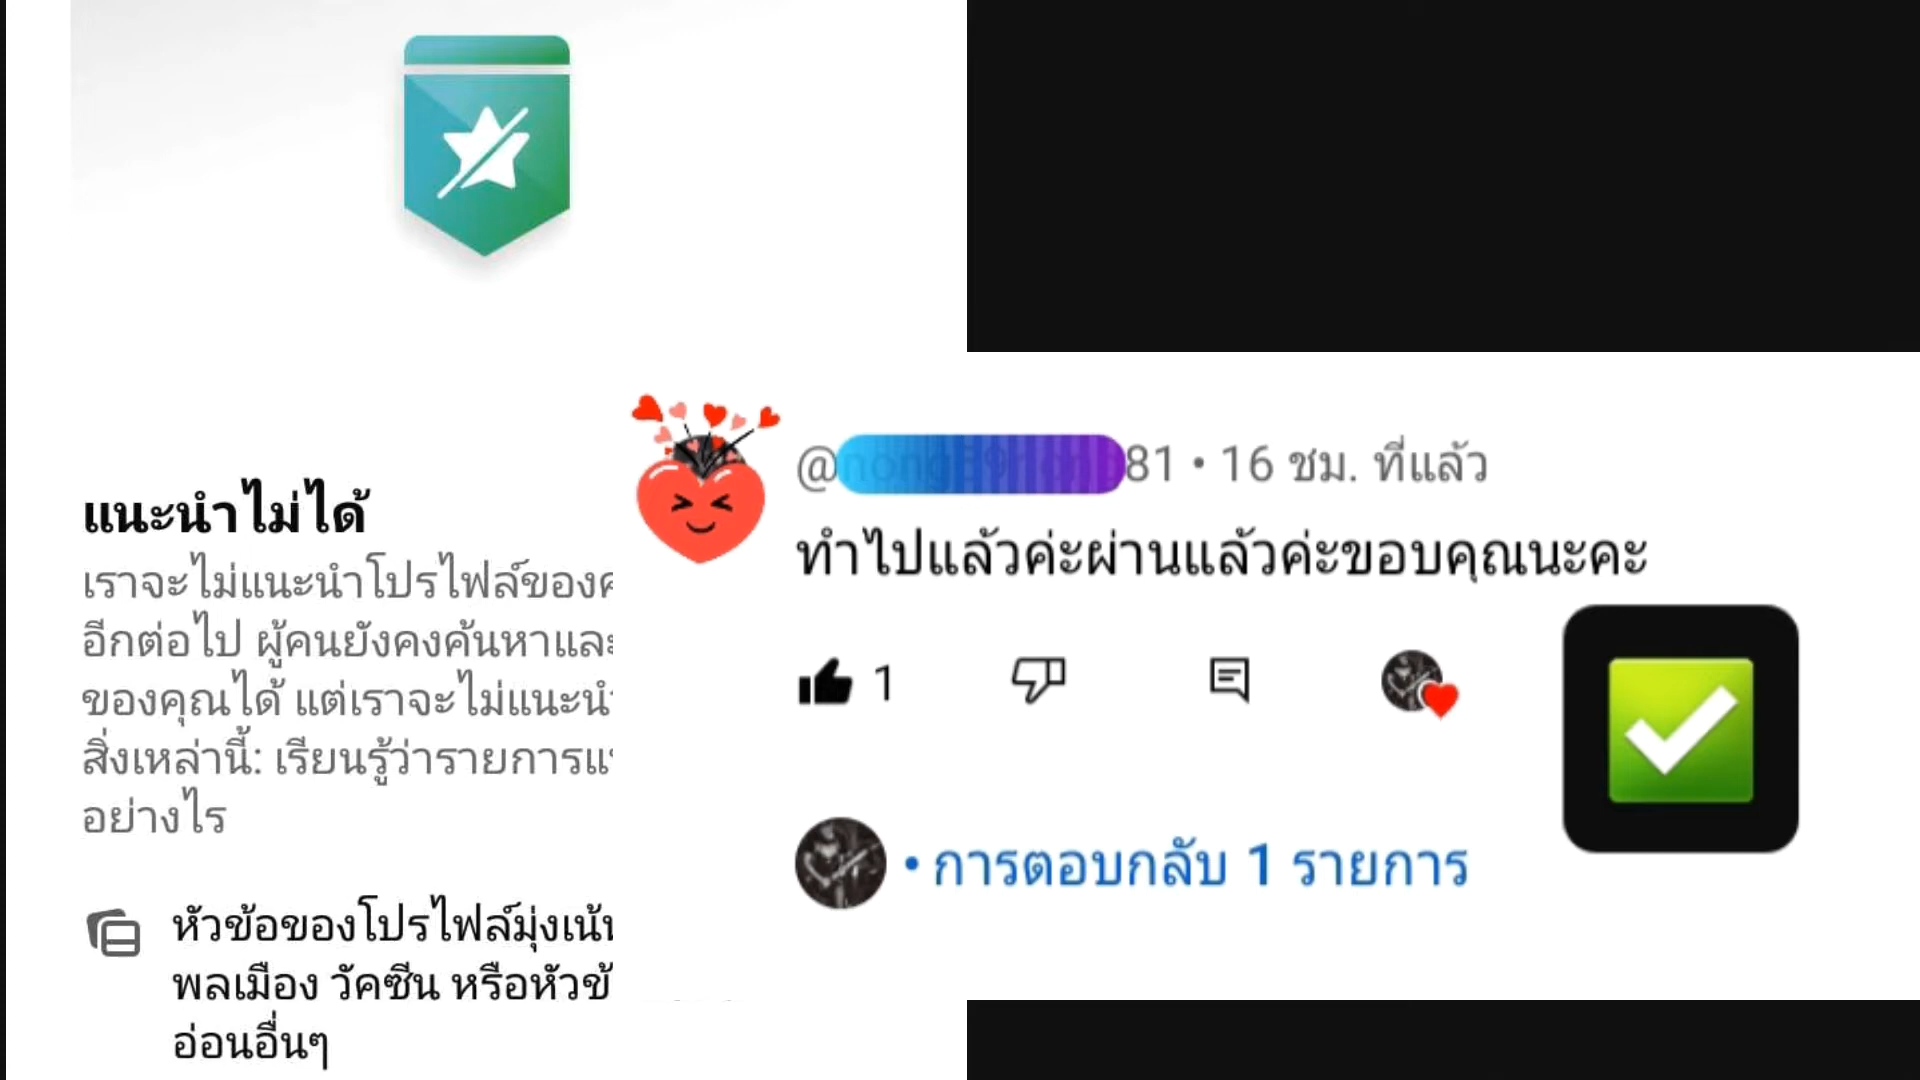 แนะนำไม่ได้
เราจะไม่แนะนำโปรไฟล์ของค
อีกต่อไป ผู้คนยังคงค้นหาและ
ของคุณได้ แต่เราจะไม่แนะนำ
สิ่งเหล่านี้: เรียนรู้ว่ารายการแ
อย่างไร
หัวข้อของโปรไฟล์มุ่งเน้น
พลเมือง วัคซีน หรือหัวข้
อ่อนอื่นๆ
@ 81 • 16 ชม. ที่แล้ว
ทำไปแล้วค่ะผ่านแล้วค่ะขอบคุณนะคะ
1
• การตอบกลับ 1 รายการ